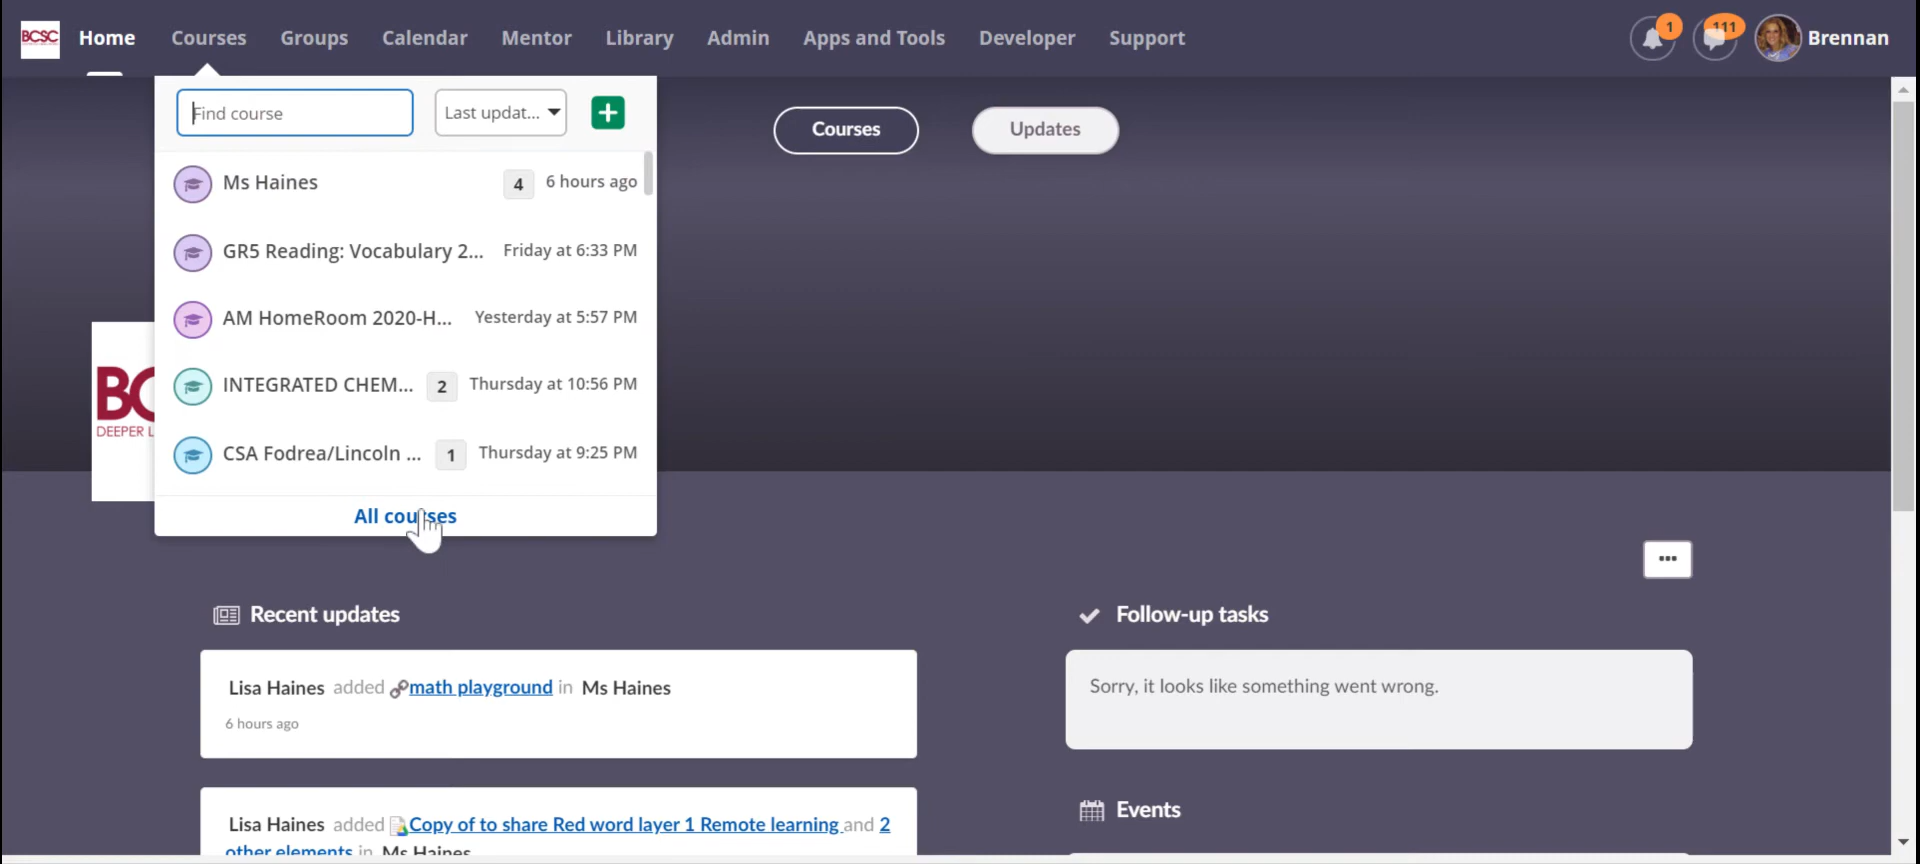 BCSC
Home
Courses
Groups
Calendar
Mentor
Library
Admin
Apps and Tools
Developer
Support
1
111
Brennan
Find course
Last updat...
Courses
Updates
Ms Haines
4
6 hours ago
GR5 Reading: Vocabulary 2...
Friday at 6:33 PM
AM HomeRoom 2020-H...
Yesterday at 5:57 PM
INTEGRATED CHEM...
2
Thursday at 10:56 PM
CSA Fodrea/Lincoln ...
1
Thursday at 9:25 PM
All courses
BC
DEEPER L
Recent updates
Lisa Haines added math playground in Ms Haines
6 hours ago
Lisa Haines added Copy of to share Red word layer 1 Remote learning and 2
other elements in Ms Haines
Follow-up tasks
Sorry, it looks like something went wrong.
Events